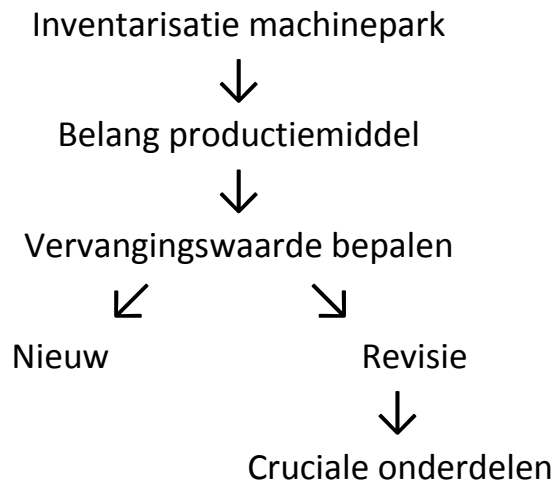 Inventarisatie machinepark
Belang productiemiddel
Vervangingswaarde bepalen
Nieuw
Revisie
Cruciale onderdelen